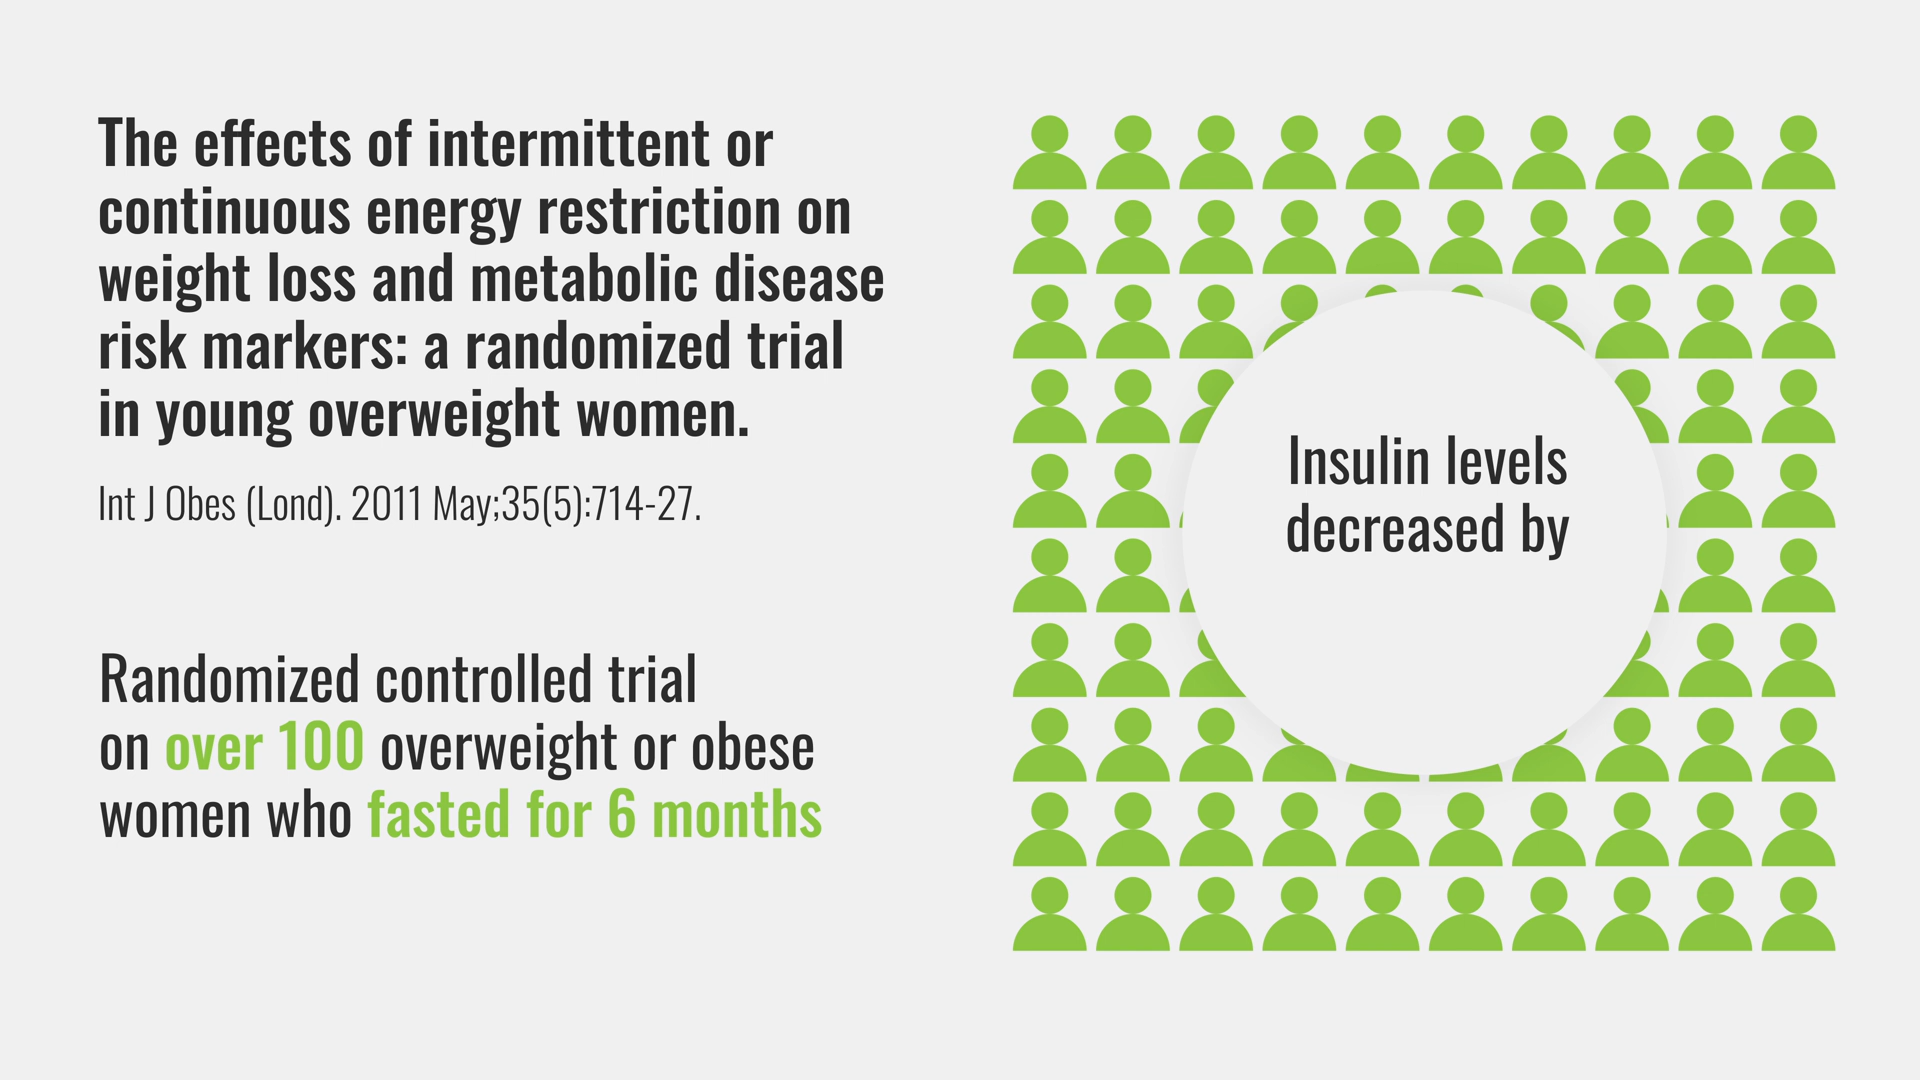 The effects of intermittent or
continuous energy restriction on
weight loss and metabolic disease
risk markers: a randomized trial
in young overweight women.
Int J Obes (Lond). 2011 May;35(5):714-27.
Randomized controlled trial
on over 100 overweight or obese
women who fasted for 6 months
Insulin levels
decreased by